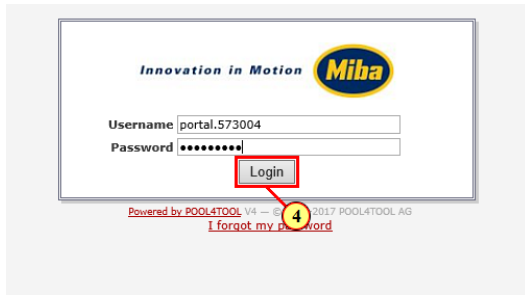 Innovation in Motion Miba
Username portal.573004
Password •••••••••
Login
Powered by POOL4TOOL V4 — © 2017 POOL4TOOL AG
4
I forgot my password